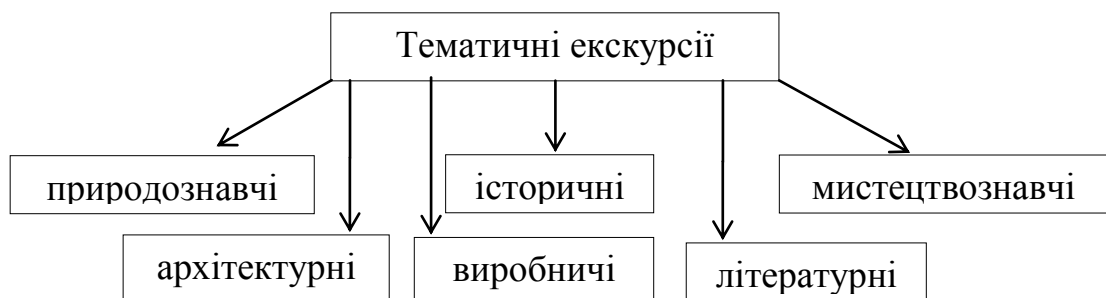 Тематичні екскурсії
природознавчі
історичні
мистецтвознавчі
архітектурні
виробничі
літературні